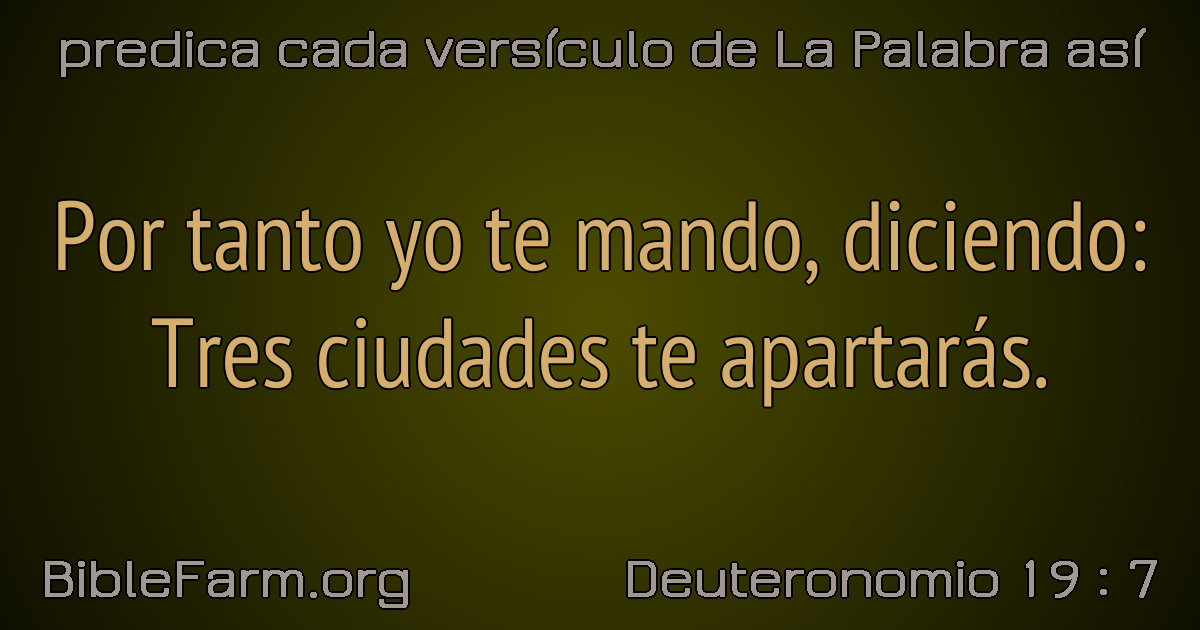 predica cada versículo de La Palabra así
Por tanto yo te mando, diciendo:
Tres ciudades te apartarás.
BibleFarm.org
Deuteronomio 19 : 7